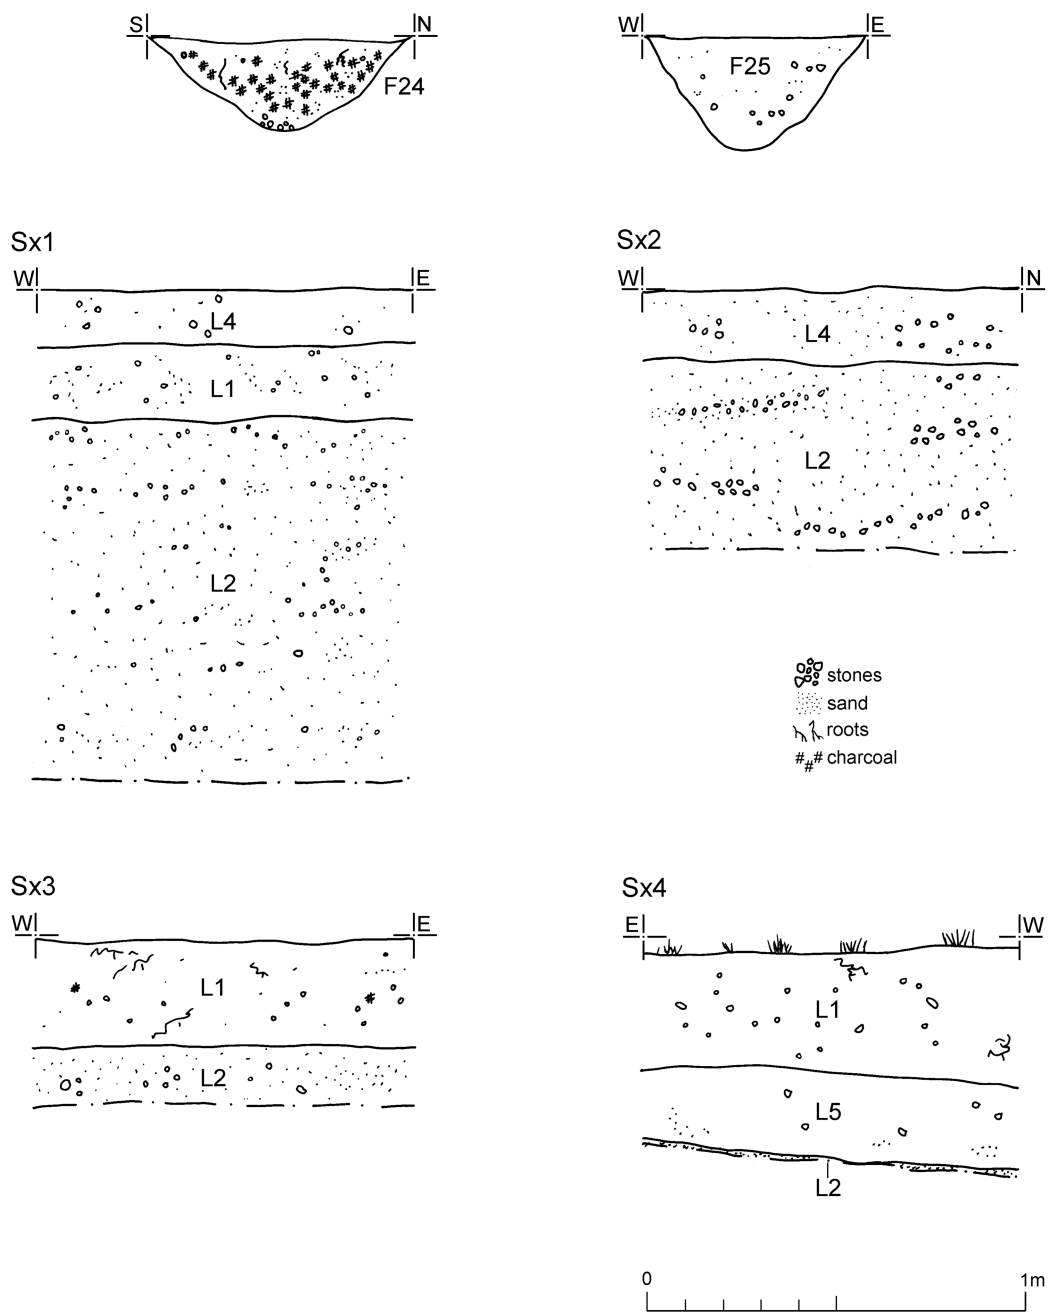 S N
F24
W E
F25
Sx1
W E
L4
L1
L2
Sx2
W N
L4
L2
stones
sand
roots
charcoal
Sx3
W E
L1
L2
Sx4
E W
L1
L5
L2
0 1m